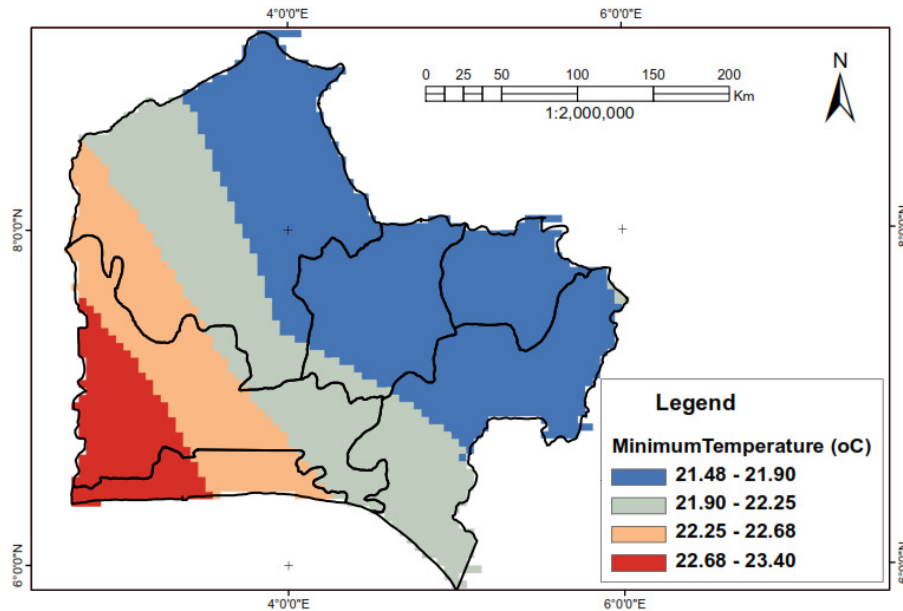 4°0'0"E 6°0'0"E
0 25 50 100 150 200
Km
1:2,000,000
N
8°0'0"N 8°0'0"N
Legend
MinimumTemperature (oC)
21.48 - 21.90
21.90 - 22.25
22.25 - 22.68
22.68 - 23.40
6°0'0"N 6°0'0"N
4°0'0"E 6°0'0"E